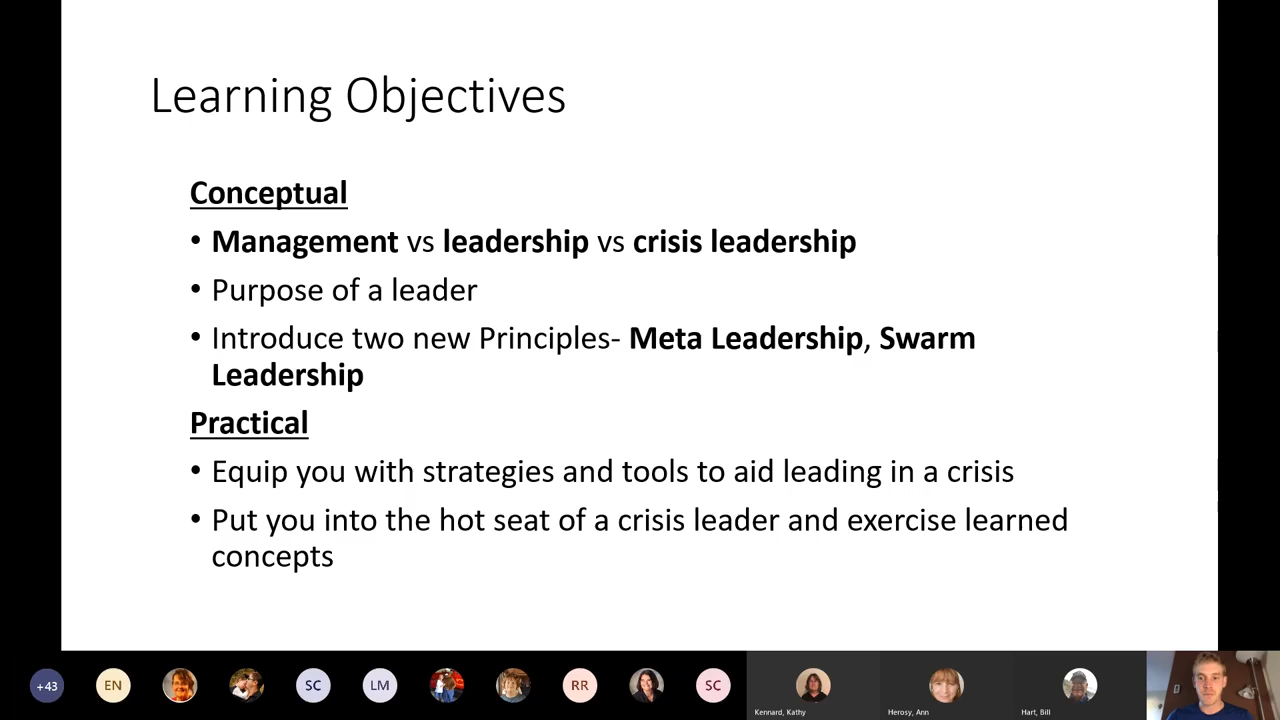 Learning Objectives
Conceptual
• Management vs leadership vs crisis leadership
• Purpose of a leader
• Introduce two new Principles- Meta Leadership, Swarm
Leadership
Practical
• Equip you with strategies and tools to aid leading in a crisis
• Put you into the hot seat of a crisis leader and exercise learned
concepts
+43 EN SC LM RR SC
Kennard, Kathy Herosy, Ann Hart, Bill